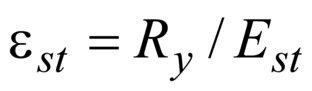 ε_st = R_y / E_st